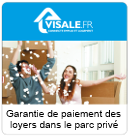 VISALE.FR
Garantie de paiement des
loyers dans le parc privé